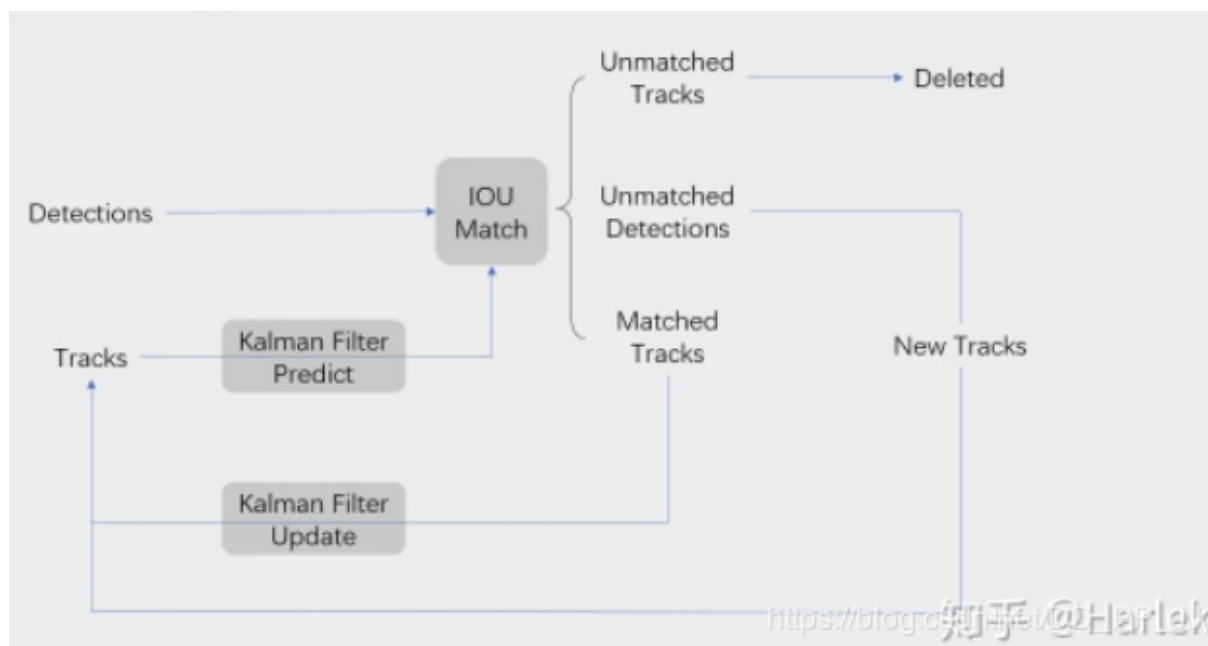 Unmatched
Tracks
Deleted
Detections
IOU
Match
Unmatched
Detections
Matched
Tracks
New Tracks
Tracks
Kalman Filter
Predict
Kalman Filter
Update
知乎 @Harlek